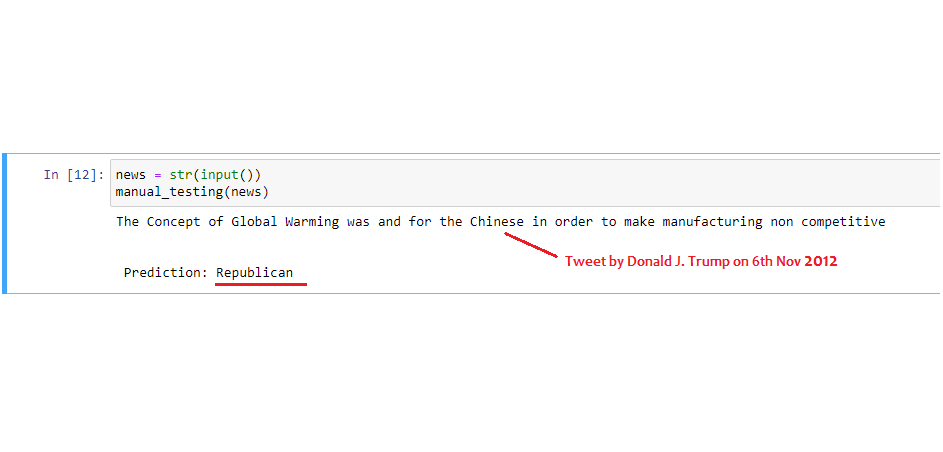 In [12]: news = str(input())
manual_testing(news)
The Concept of Global Warming was and for the Chinese in order to make manufacturing non competitive
Tweet by Donald J. Trump on 6th Nov 2012
Prediction: Republican